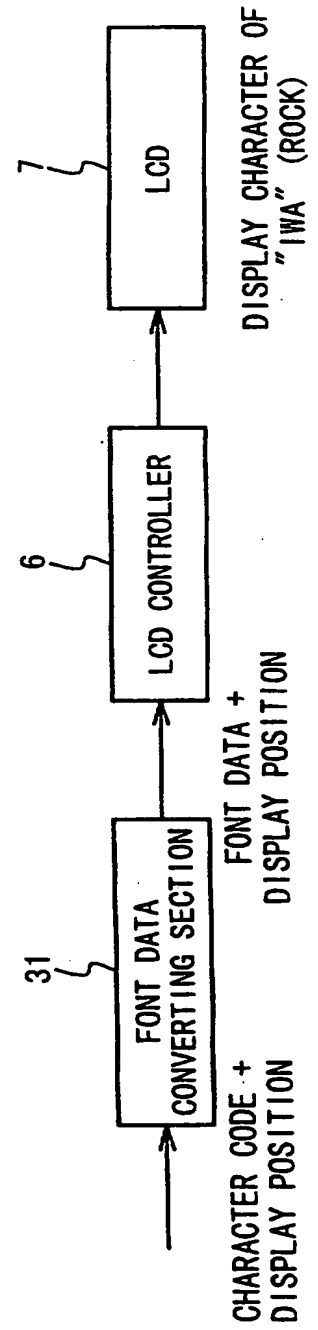 31
FONT DATA
CONVERTING SECTION
6
LCD CONTROLLER
7
LCD
CHARACTER CODE +
DISPLAY POSITION
FONT DATA +
DISPLAY POSITION
DISPLAY CHARACTER OF
"IWA" (ROCK)